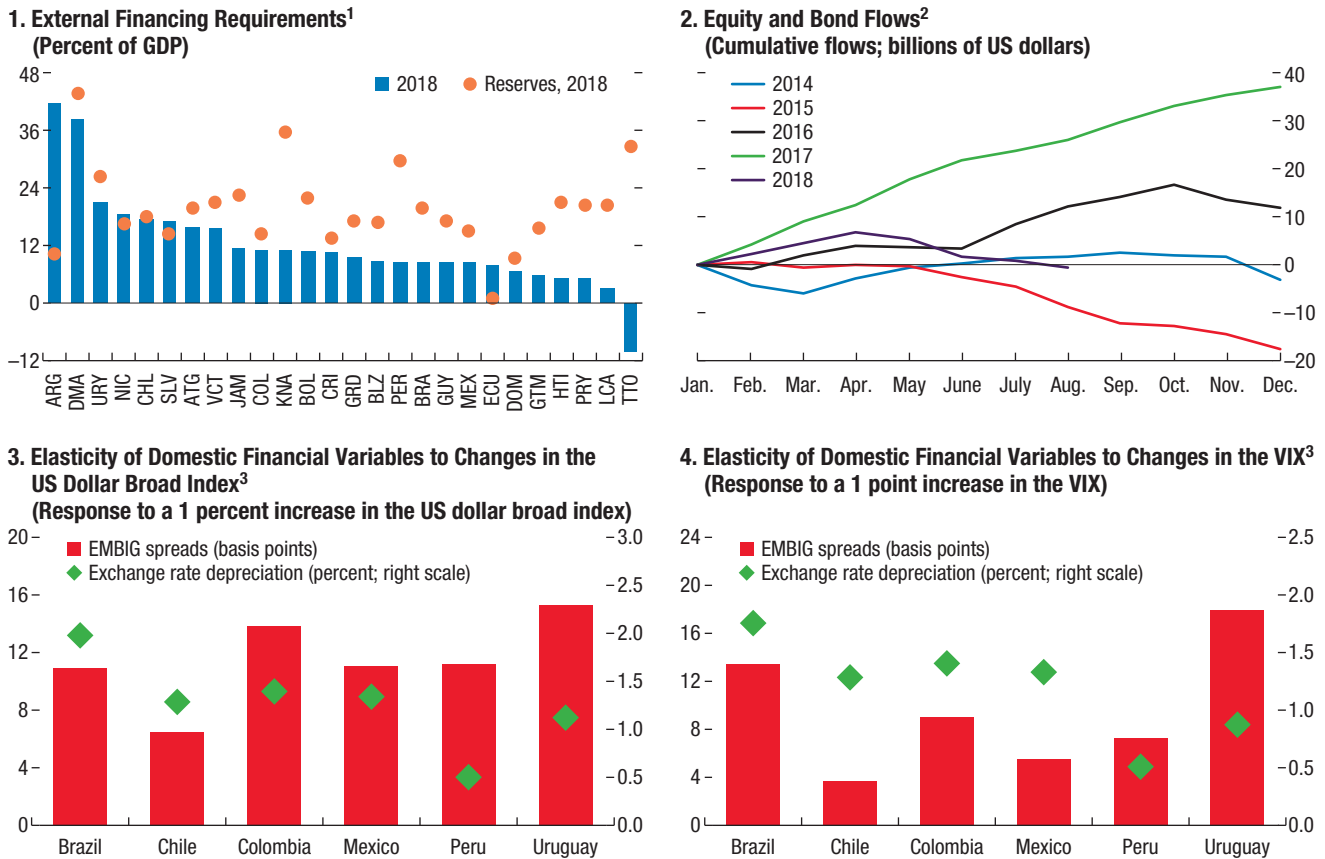 1. External Financing Requirements1
(Percent of GDP)
48
36
24
12
0
–12
2018
Reserves, 2018
ARG DMA URY NIC CHL SLV ATG VCT JAM COL KNA BOL CRI GRD BLZ PER BRA GUY MEX ECU DOM GTM HTI PRY LCA TTO
2. Equity and Bond Flows2
(Cumulative flows; billions of US dollars)
2014
2015
2016
2017
2018
40
30
20
10
0
–10
–20
Jan. Feb. Mar. Apr. May June July Aug. Sep. Oct. Nov. Dec.
3. Elasticity of Domestic Financial Variables to Changes in the
US Dollar Broad Index3
(Response to a 1 percent increase in the US dollar broad index)
20
16
12
8
4
0
EMBIG spreads (basis points)
Exchange rate depreciation (percent; right scale)
3.0
2.5
2.0
1.5
1.0
0.5
0.0
Brazil Chile Colombia Mexico Peru Uruguay
4. Elasticity of Domestic Financial Variables to Changes in the VIX3
(Response to a 1 point increase in the VIX)
24
20
16
12
8
4
0
EMBIG spreads (basis points)
Exchange rate depreciation (percent; right scale)
2.5
2.0
1.5
1.0
0.5
0.0
Brazil Chile Colombia Mexico Peru Uruguay